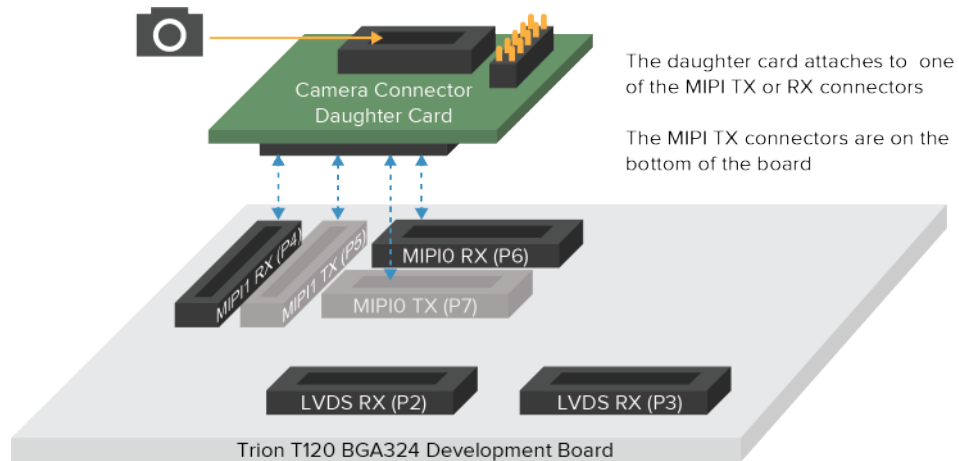 The daughter card attaches to one
of the MIPI TX or RX connectors
The MIPI TX connectors are on the
bottom of the board
Camera Connector
Daughter Card
MIPI1 RX (P4)
MIPI1 TX (P5)
MIPI0 RX (P6)
MIPI0 TX (P7)
LVDS RX (P2)
LVDS RX (P3)
Trion T120 BGA324 Development Board